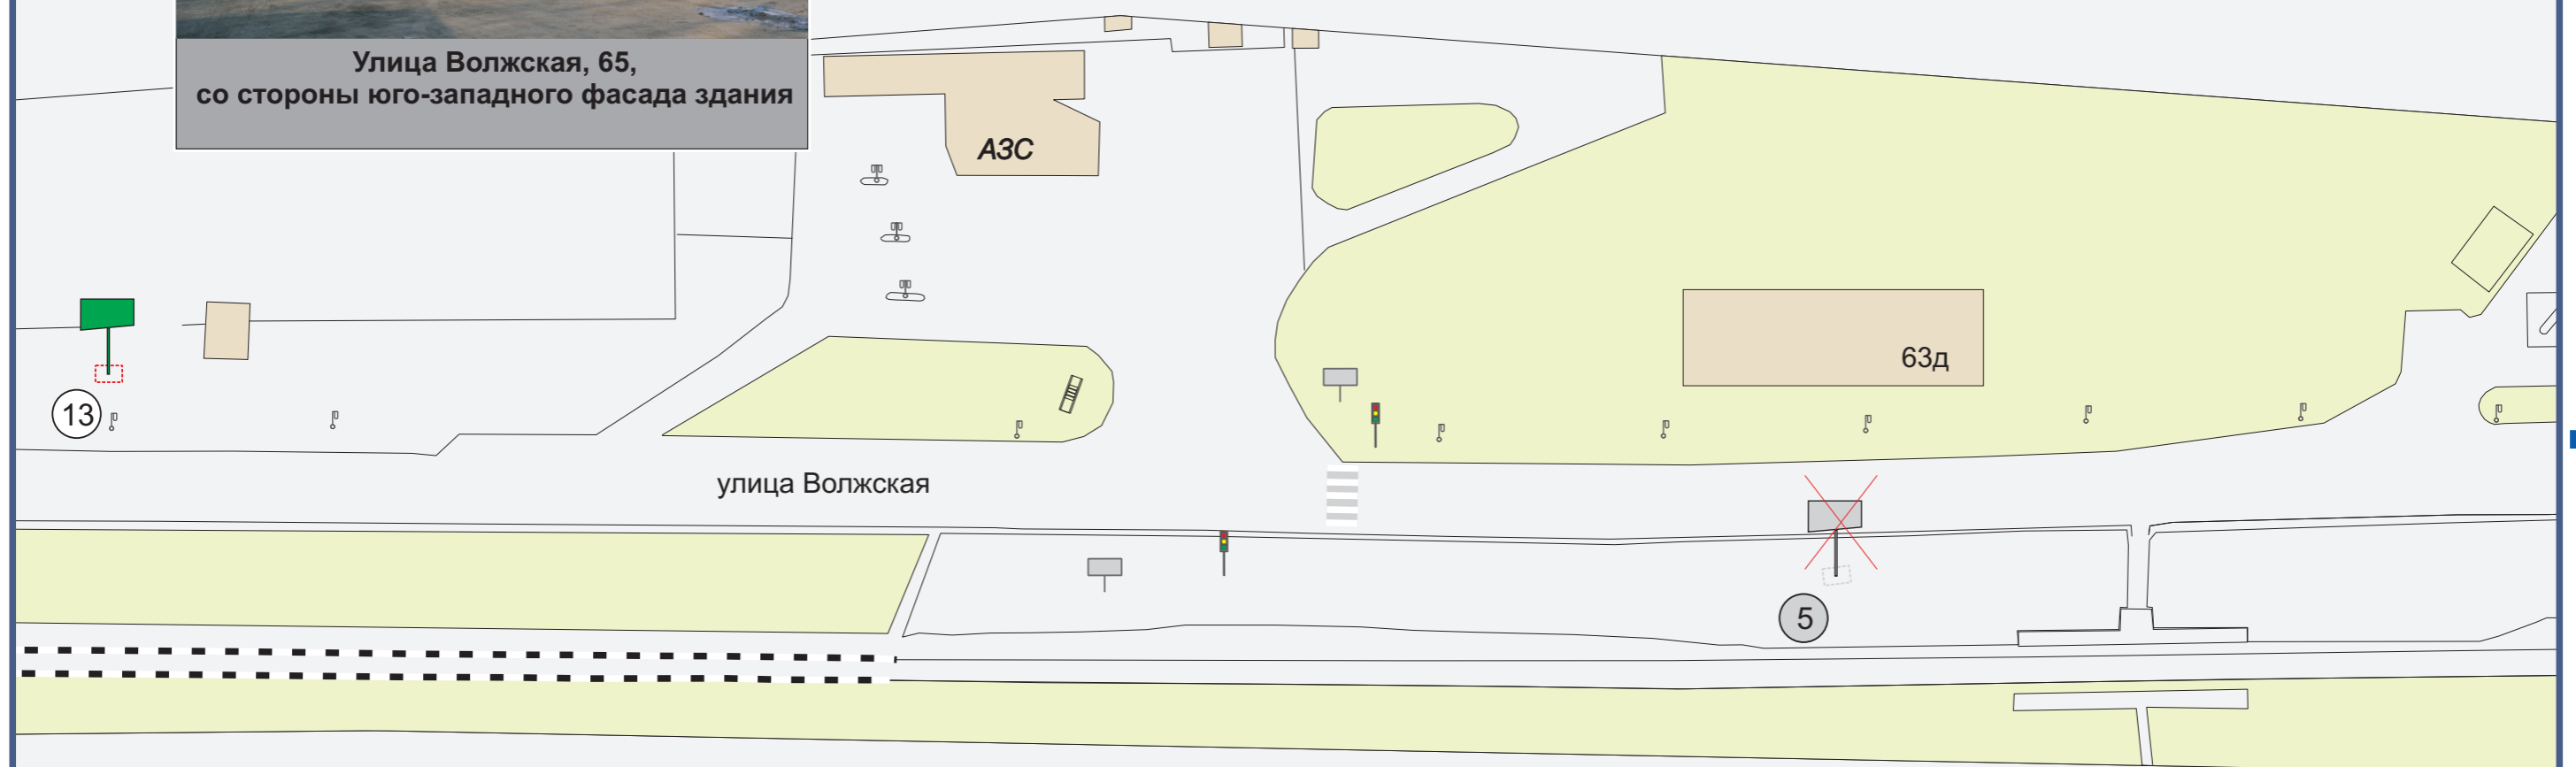 Улица Волжская, 65,
со стороны юго-западного фасада здания
АЗС
63д
13
улица Волжская
5